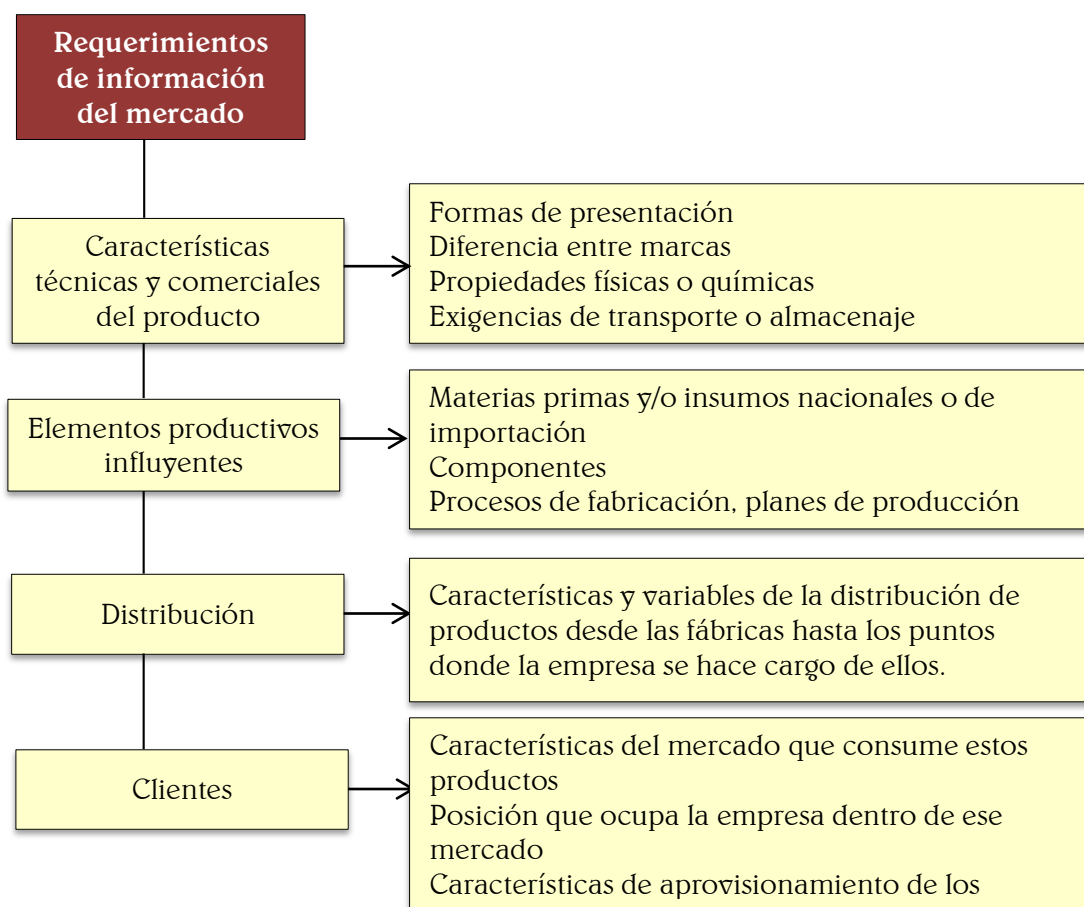 Requerimientos
de información
del mercado
Características
técnicas y comerciales
del producto
Formas de presentación
Diferencia entre marcas
Propiedades físicas o químicas
Exigencias de transporte o almacenaje
Elementos productivos
influyentes
Materias primas y/o insumos nacionales o de
importación
Componentes
Procesos de fabricación, planes de producción
Distribución
Características y variables de la distribución de
productos desde las fábricas hasta los puntos
donde la empresa se hace cargo de ellos.
Clientes
Características del mercado que consume estos
productos
Posición que ocupa la empresa dentro de ese
mercado
Características de aprovisionamiento de los